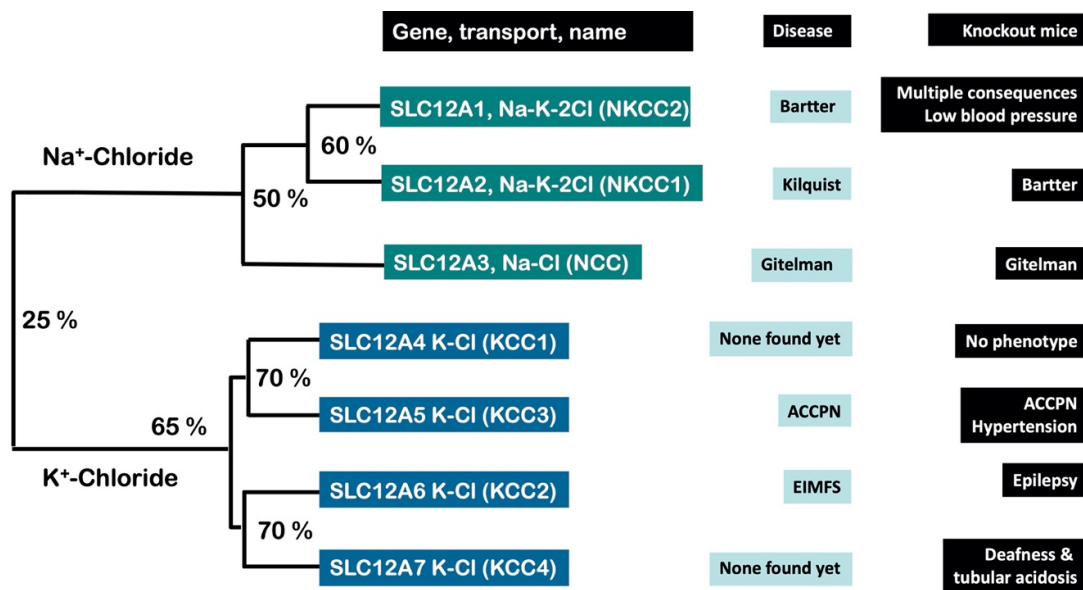 Gene, transport, name
Disease
Knockout mice
SLC12A1, Na-K-2Cl (NKCC2)
Bartter
Multiple consequences
Low blood pressure
60 %
Na⁺-Chloride
SLC12A2, Na-K-2Cl (NKCC1)
Kilquist
Bartter
50 %
SLC12A3, Na-Cl (NCC)
Gitelman
Gitelman
25 %
SLC12A4 K-Cl (KCC1)
None found yet
No phenotype
70 %
SLC12A5 K-Cl (KCC3)
ACCPN
ACCPN
Hypertension
65 %
K⁺-Chloride
SLC12A6 K-Cl (KCC2)
EIMFS
Epilepsy
70 %
SLC12A7 K-Cl (KCC4)
None found yet
Deafness &
tubular acidosis